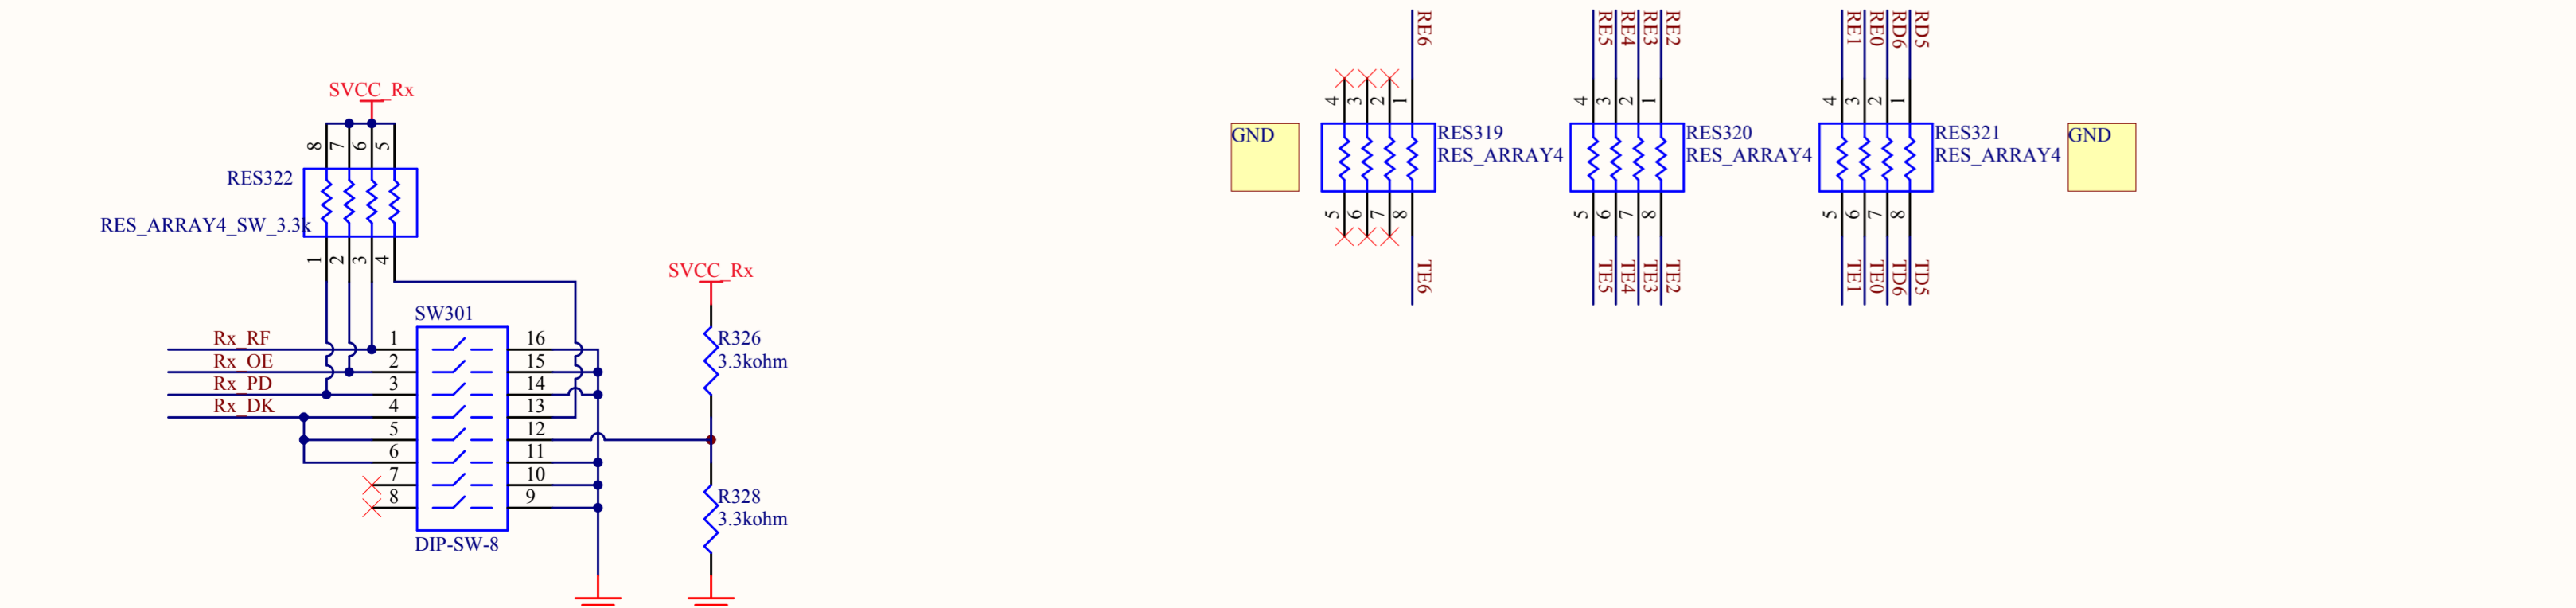 RE6
RE5
RE4
RE3
RE2
RE1
RE0
RD6
RD5
SVCC_Rx
4 3 2 1
4 3 2 1
4 3 2 1
8 7 6 5
GND
RES319
RES_ARRAY4
RES320
RES_ARRAY4
RES321
RES_ARRAY4
GND
RES322
RES_ARRAY4_SW_3.3k
5 6 7 8
5 6 7 8
5 6 7 8
1 2 3 4
TE6
TE5
TE4
TE3
TE2
TE1
TE0
TD6
TD5
SVCC_Rx
SW301
Rx_RF 1 16
Rx_OE 2 15
Rx_PD 3 14
Rx_DK 4 13
5 12
6 11
7 10
8 9
DIP-SW-8
R326
3.3kohm
R328
3.3kohm